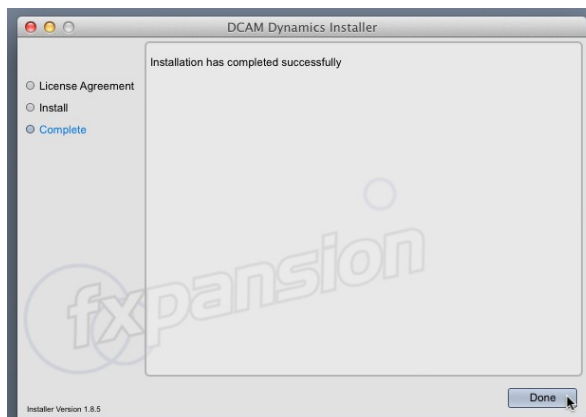 DCAM Dynamics Installer
Installation has completed successfully
License Agreement
Install
Complete
fxpansion
Done
Installer Version 1.8.5